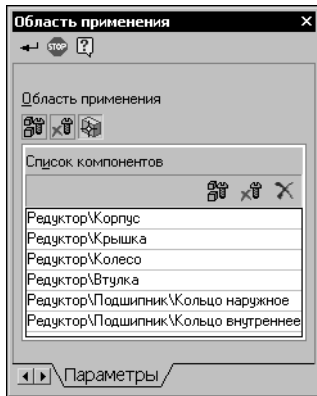 Область применения
STOP
Область применения
Список компонентов
Редуктор\Корпус
Редуктор\Крышка
Редуктор\Колесо
Редуктор\Втулка
Редуктор\Подшипник\Кольцо наружное
Редуктор\Подшипник\Кольцо внутреннее
Параметры